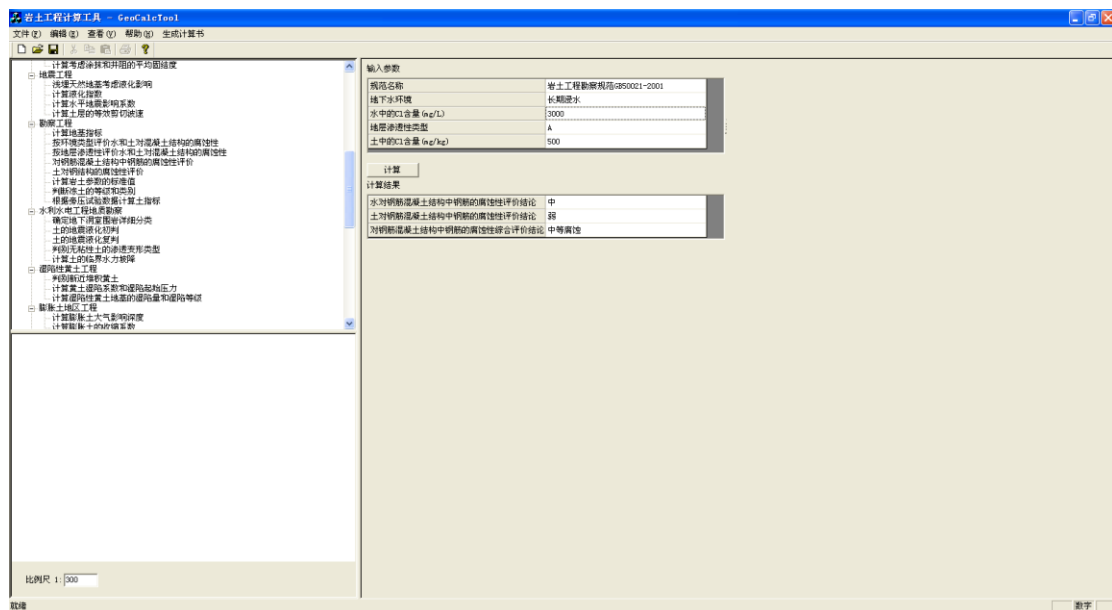 岩土工程计算工具 - GeoCalcTool
文件(F) 编辑(E) 查看(V) 帮助(H) 生成计算书
计算考虑涂抹和井阻的平均固结度
地震工程
浅埋天然地基考虑液化影响
计算液化指数
计算水平地震影响系数
计算土层的等效剪切波速
勘察工程
计算地基指标
按环境类型评价水和土对混凝土结构的腐蚀性
按地层渗透性评价水和土对混凝土结构的腐蚀性
对钢筋混凝土结构中钢筋的腐蚀性评价
土对钢结构的腐蚀性评价
计算岩土参数的标准值
判断冻土的等级和类别
根据旁压试验数据计算土指标
水利水电工程地质勘察
确定地下洞室围岩详细分类
土的地震液化初判
土的地震液化复判
判别无粘性土的渗透变形类型
计算土的临界水力坡降
湿陷性黄土工程
判别新近堆积黄土
计算黄土湿陷系数和湿陷起始压力
计算湿陷性黄土地基的湿陷量和湿陷等级
膨胀土地区工程
计算膨胀土大气影响深度
计算膨胀土的收缩系数
输入参数
规范名称 岩土工程勘察规范GB50021-2001
地下水环境 长期浸水
水中的Cl含量(mg/L) 3000
地层渗透性类型 A
土中的Cl含量(mg/kg) 500
计算
计算结果
水对钢筋混凝土结构中钢筋的腐蚀性评价结论 中
土对钢筋混凝土结构中钢筋的腐蚀性评价结论 弱
对钢筋混凝土结构中钢筋的腐蚀性综合评价结论 中等腐蚀
比例尺 1: 300
就绪 数字